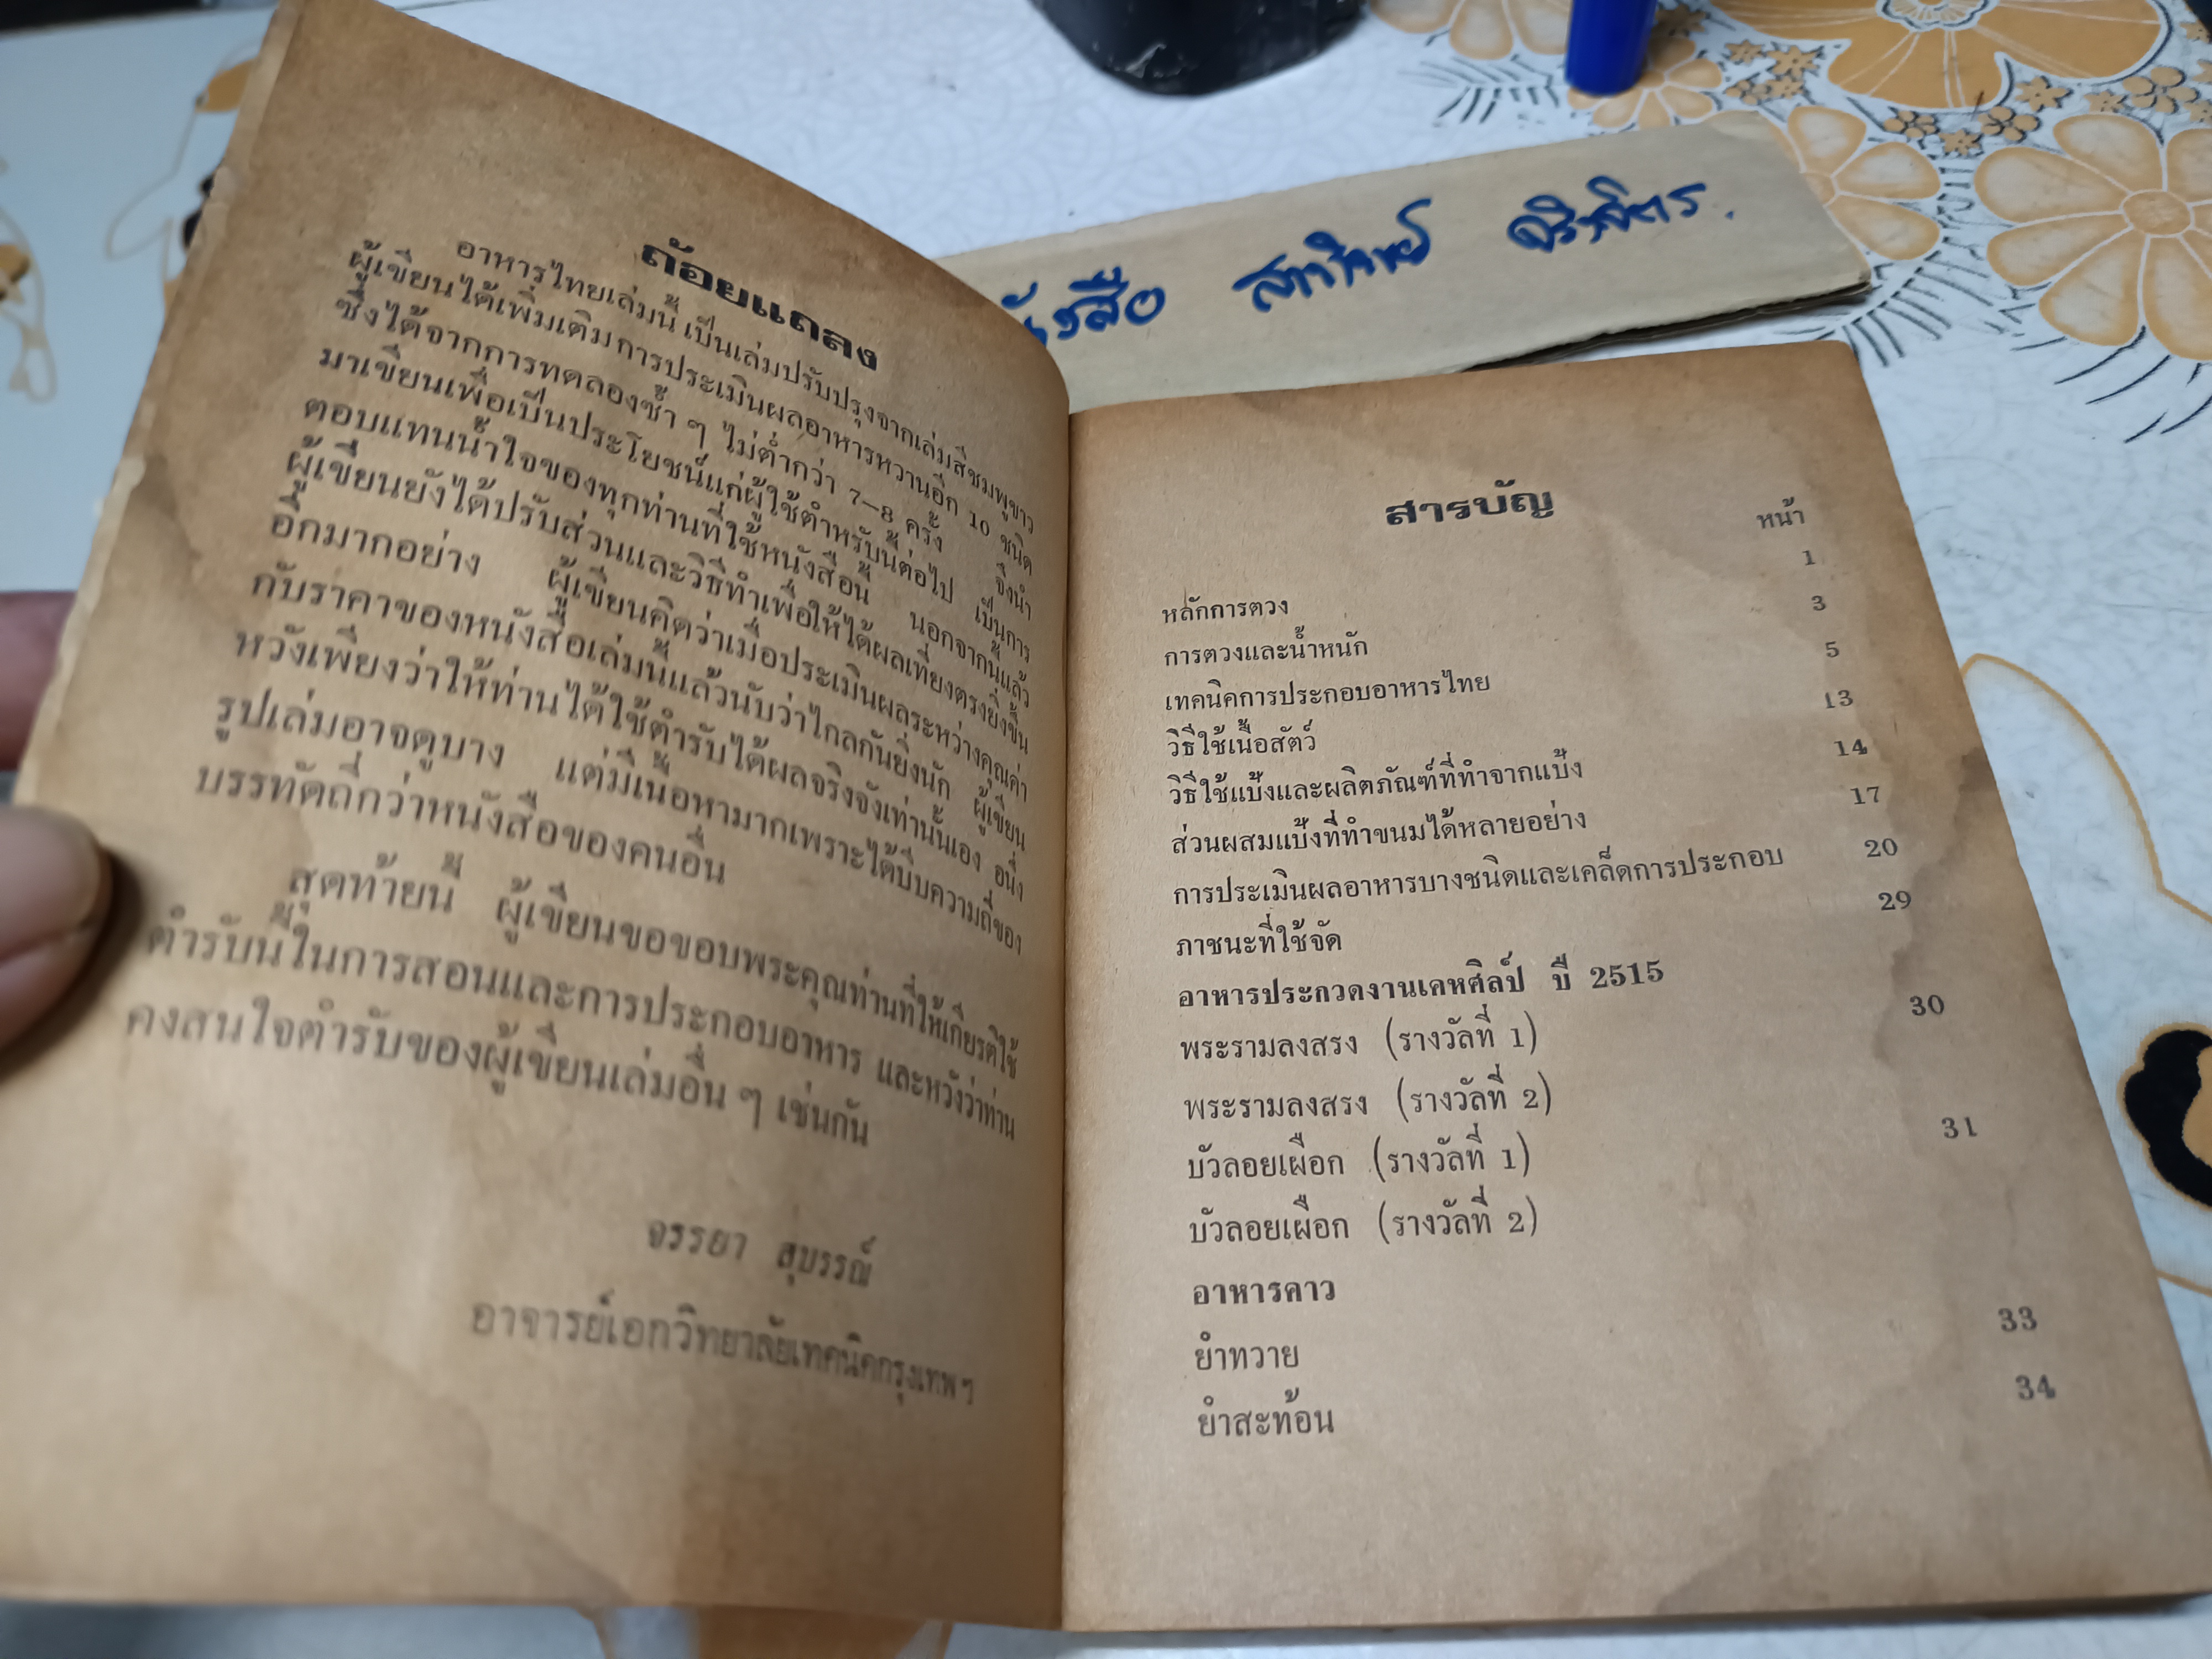 ถ้อยแถลง
อาหารไทยเล่มนี้ เป็นเล่มปรับปรุงจากเล่มสีชมพูขาว
ผู้เขียนได้เพิ่มเติมการประเมินผลอาหารหวานอีก 10 ชนิด
ซึ่งได้จากการทดลองซ้ำ ๆ ไม่ต่ำกว่า 7–8 ครั้ง จึงนำ
มาเขียนเพื่อเป็นประโยชน์แก่ผู้ใช้ตำหรับนี้ต่อไป เป็นการ
ตอบแทนน้ำใจของทุกท่านที่ใช้หนังสือนี้ นอกจากนี้แล้ว
ผู้เขียนยังได้ปรับส่วนและวิธีทำเพื่อให้ได้ผลเที่ยงตรงยิ่งขึ้น
อีกมากอย่าง ผู้เขียนคิดว่าเมื่อประเมินผลระหว่างคุณค่า
กับราคาของหนังสือเล่มนี้แล้วนับว่าไกลกันยิ่งนัก ผู้เขียน
หวังเพียงว่าให้ท่านได้ใช้ตำรับได้ผลจริงจังเท่านั้นเอง อนึ่ง
รูปเล่มอาจดูบาง แต่มีเนื้อหามากเพราะได้บีบความถี่ของ
บรรทัดถี่กว่าหนังสือของคนอื่น
สุดท้ายนี้ ผู้เขียนขอขอบพระคุณท่านที่ให้เกียรติใช้
ตำรับนี้ในการสอนและการประกอบอาหาร และหวังว่าท่าน
คงสนใจตำรับของผู้เขียนเล่มอื่น ๆ เช่นกัน
จรรยา สุบรรณ์
อาจารย์เอกวิทยาลัยเทคนิคกรุงเทพ ฯ
สารบัญ
หน้า
หลักการตวง 1
การตวงและน้ำหนัก 3
เทคนิคการประกอบอาหารไทย 5
วิธีใช้เนื้อสัตว์ 13
วิธีใช้แป้งและผลิตภัณฑ์ที่ทำจากแป้ง 14
ส่วนผสมแป้งที่ทำขนมได้หลายอย่าง 17
การประเมินผลอาหารบางชนิดและเคล็ดการประกอบ 20
ภาชนะที่ใช้จัด 29
อาหารประกวดงานเคหศิลป์ ปี 2515
พระรามลงสรง (รางวัลที่ 1) 30
พระรามลงสรง (รางวัลที่ 2)
บัวลอยเผือก (รางวัลที่ 1) 31
บัวลอยเผือก (รางวัลที่ 2)
อาหารคาว
ยำทวาย 33
ยำสะท้อน 34